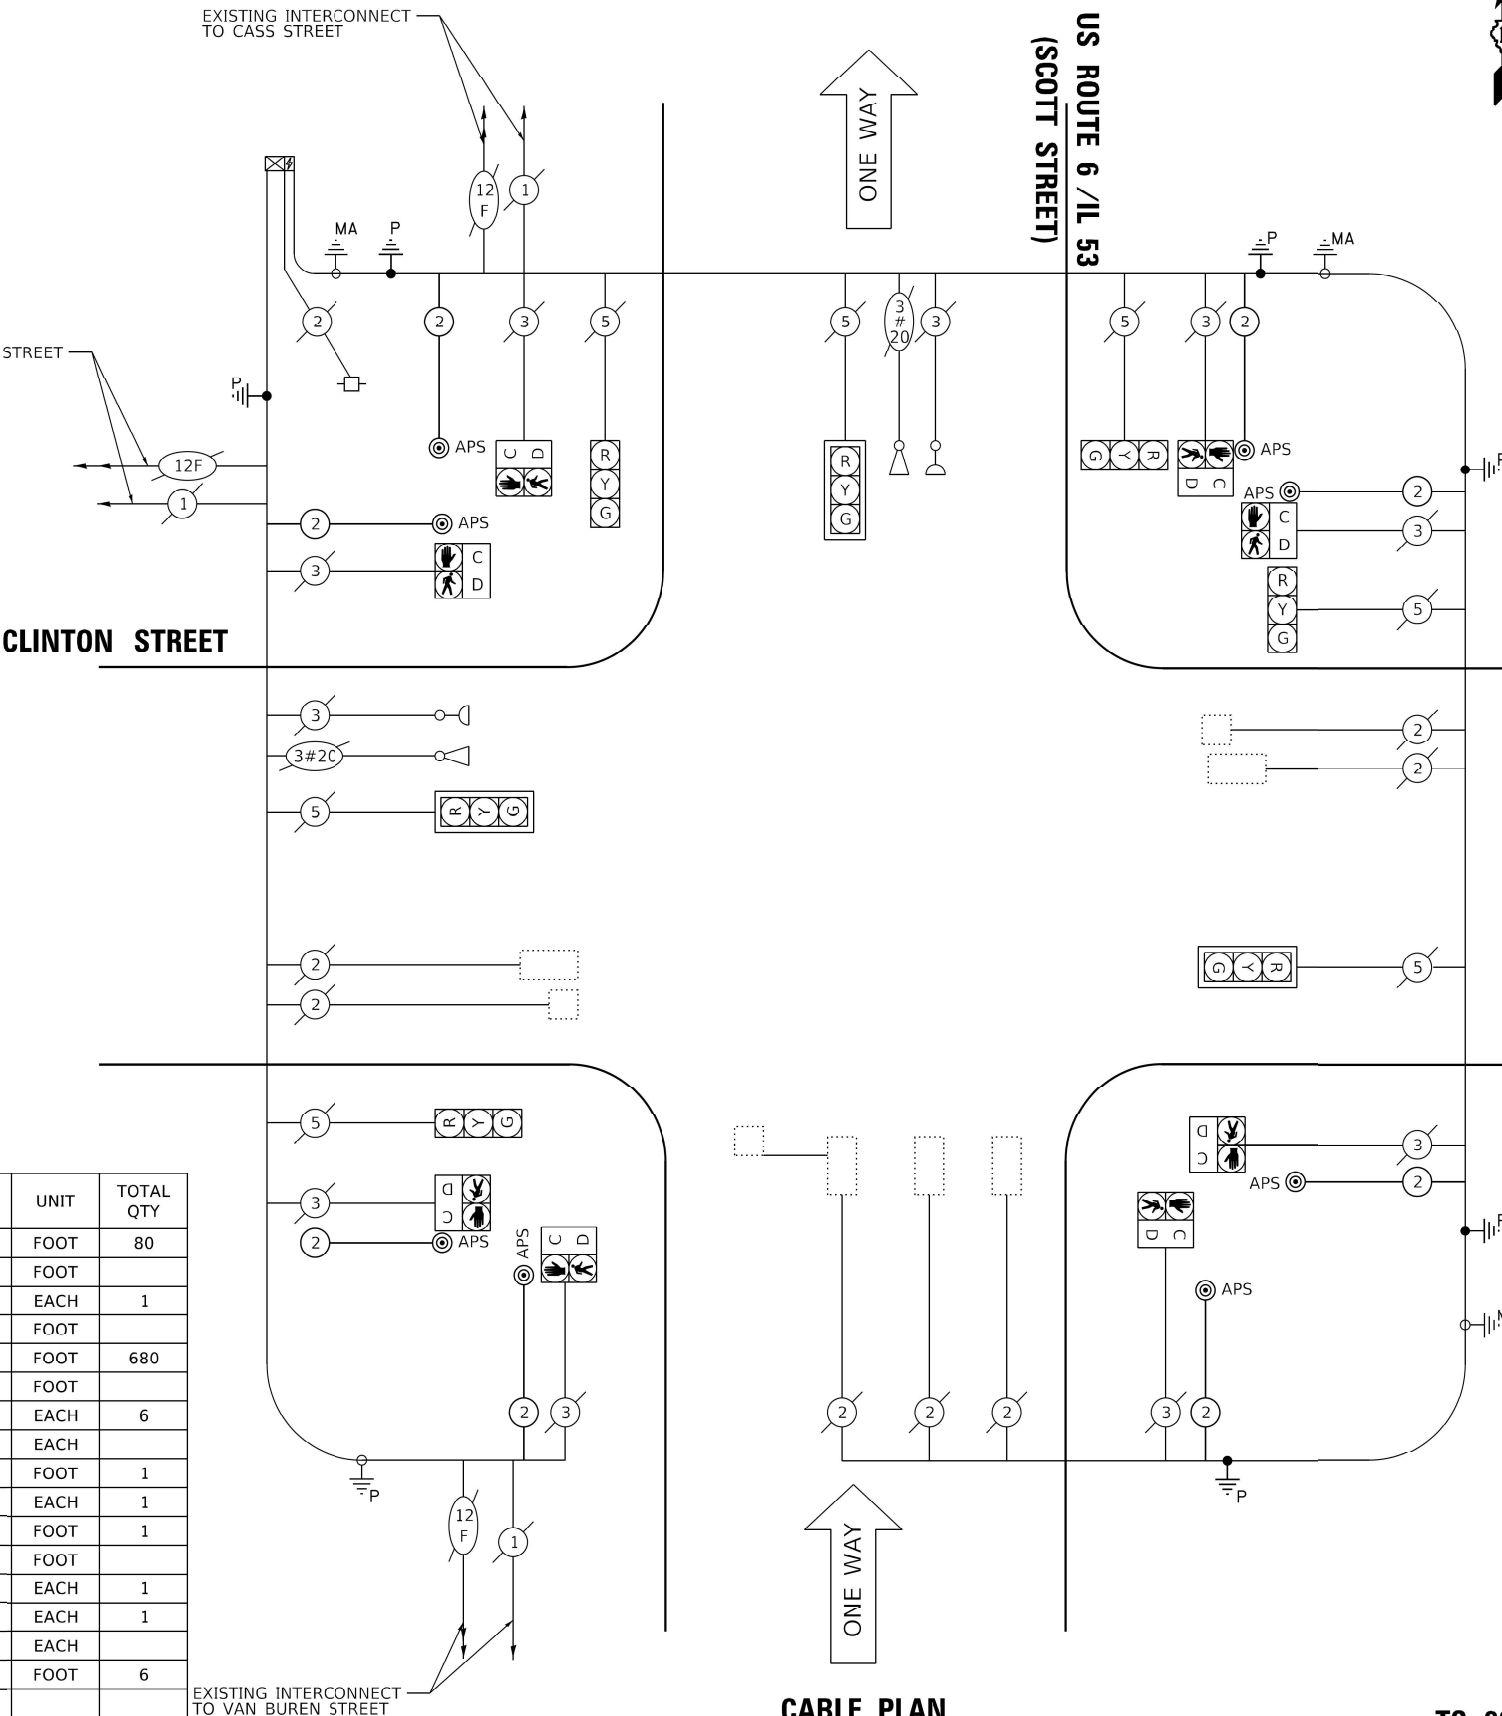 EXISTING INTERCONNECT
TO CASS STREET
US ROUTE 6 /IL 53
(SCOTT STREET)
ONE WAY
12
F
1
MA
P
P
MA
2
2
3
5
5
3
#
20
3
5
3
2
STREET
P
12F
1
APS
C D
R
Y
G
R
Y
G
G Y R
D C
APS
APS
2
2
APS
3
C
D
C
D
3
R
Y
G
5
CLINTON STREET
3
3#20
5
R Y G
2
2
G Y R
5
2
2
5
R Y G
3
D
C
2
APS
APS
C D
D
C
3
APS
2
D C
APS
2
3
2
2
2
3
2
P
P
12
F
1
ONE WAY
UNIT
TOTAL
QTY
FOOT 80
FOOT
EACH 1
FOOT
FOOT 680
FOOT
EACH 6
EACH
FOOT 1
EACH 1
FOOT 1
FOOT
EACH 1
EACH 1
EACH
FOOT 6
EXISTING INTERCONNECT
TO VAN BUREN STREET
CABLE PLAN